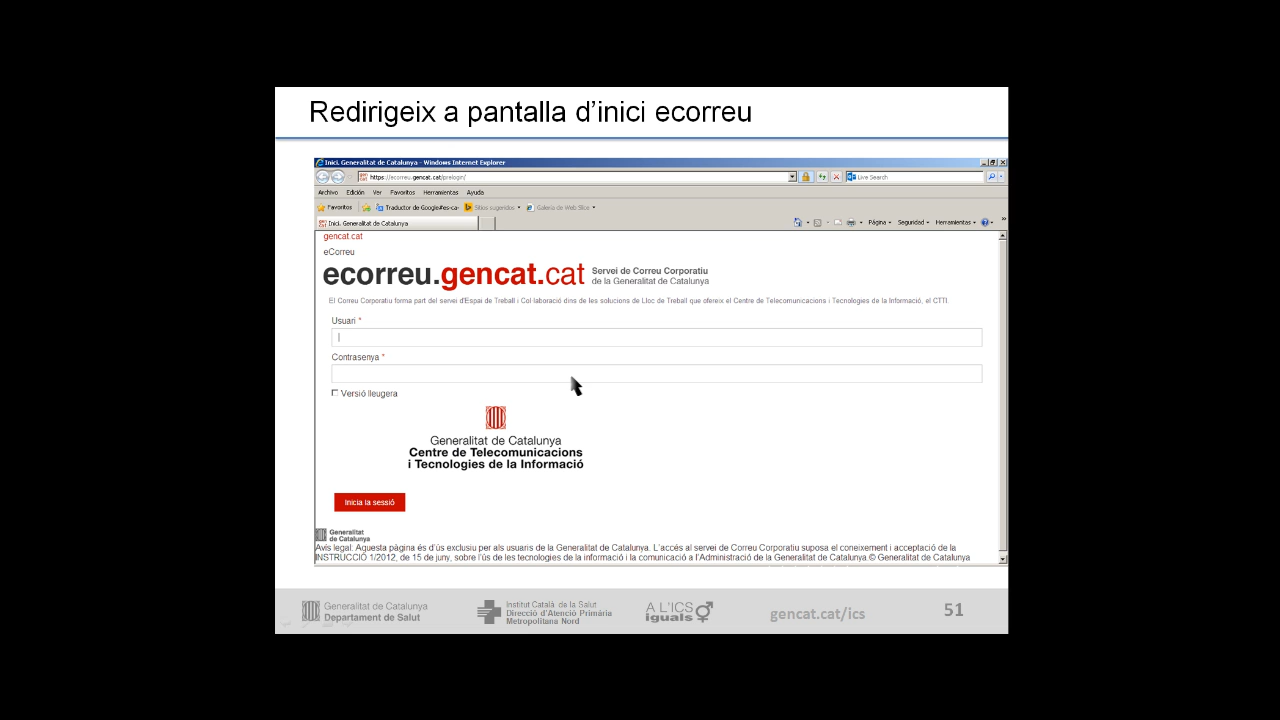 Redirigeix a pantalla d'inici ecorreu
Inici. Generalitat de Catalunya - Windows Internet Explorer
https://ecorreu.gencat.cat/prelogin/
Live Search
Archivo Edición Ver Favoritos Herramientas Ayuda
Favoritos Traductor de Google#es-ca- Sitios sugeridos Galería de Web Slice
Inici. Generalitat de Catalunya
Página Seguridad Herramientas
gencat.cat
eCorreu
ecorreu.gencat.cat
Servei de Correu Corporatiu
de la Generalitat de Catalunya
El Correu Corporatiu forma part del servei d'Espai de Treball i Col·laboració dins de les solucions de Lloc de Treball que ofereix el Centre de Telecomunicacions i Tecnologies de la Informació, el CTTI.
Usuari *
Contrasenya *
Versió lleugera
Generalitat de Catalunya
Centre de Telecomunicacions
i Tecnologies de la Informació
Inicia la sessió
Generalitat
de Catalunya
Avís legal: Aquesta pàgina és d'ús exclusiu per als usuaris de la Generalitat de Catalunya. L'accés al servei de Correu Corporatiu suposa el coneixement i acceptació de la
INSTRUCCIÓ 1/2012, de 15 de juny, sobre l'ús de les tecnologies de la informació i la comunicació a l'Administració de la Generalitat de Catalunya.© Generalitat de Catalunya
Generalitat de Catalunya
Departament de Salut
Institut Català de la Salut
Direcció d'Atenció Primària
Metropolitana Nord
A L'ICS
iguals
gencat.cat/ics
51